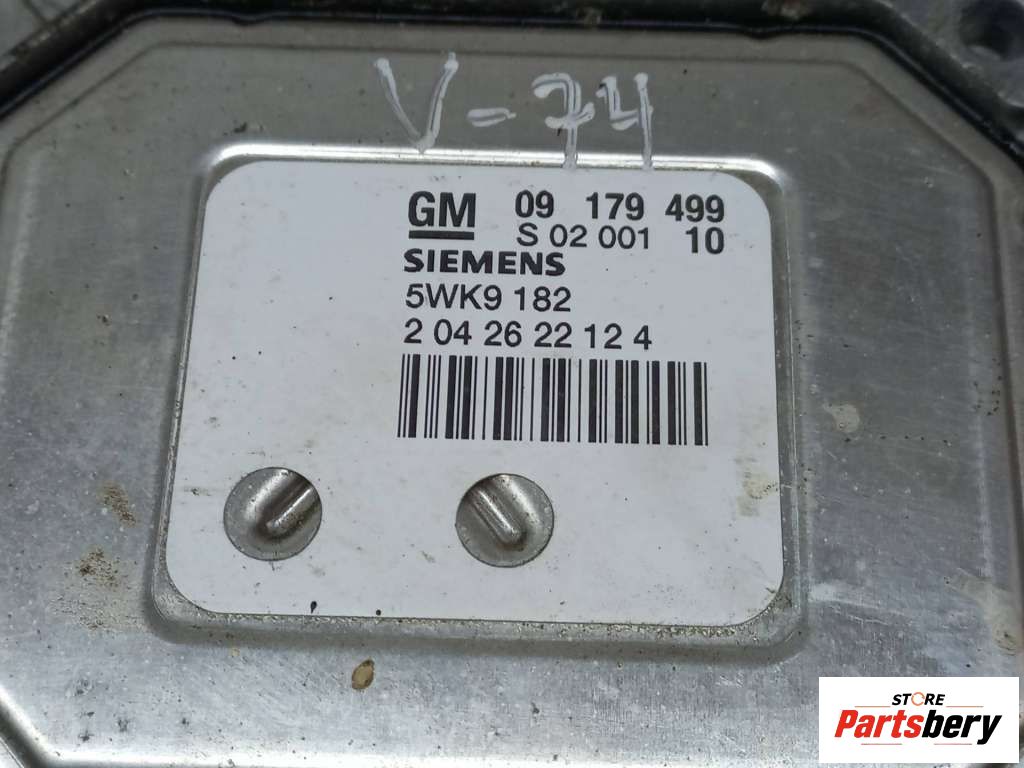 V-74
GM 09 179 499
S 02 001 10
SIEMENS
5WK9 182
2 04 26 22 12 4
STORE
Partsbery